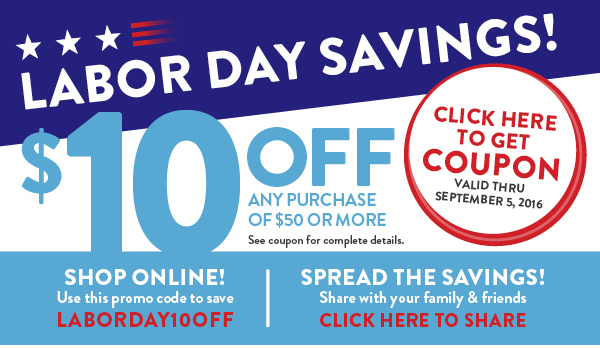 LABOR DAY SAVINGS!
$10 OFF
ANY PURCHASE
OF $50 OR MORE
See coupon for complete details.
CLICK HERE
TO GET
COUPON
VALID THRU
SEPTEMBER 5, 2016
SHOP ONLINE!
Use this promo code to save
LABORDAY10OFF
SPREAD THE SAVINGS!
Share with your family & friends
CLICK HERE TO SHARE